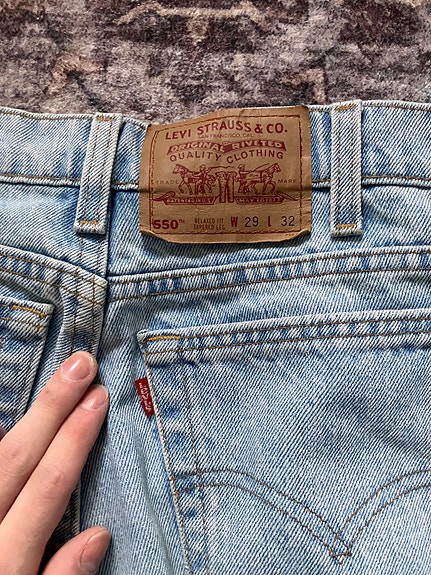 LEVI STRAUSS & CO.
SAN FRANCISCO, CAL.
ORIGINAL RIVETED
QUALITY CLOTHING
TRADE MARK
550™ RELAXED FIT W 29 L 32
TAPERED LEG
LEVI'S